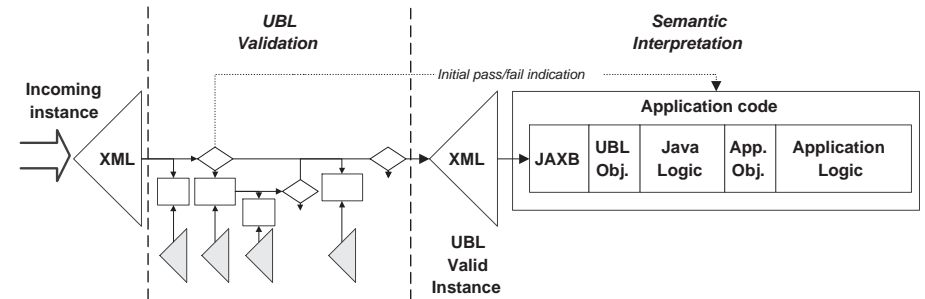 UBL
Validation
Semantic
Interpretation
Initial pass/fail indication
Incoming
instance
Application code
XML
XML
JAXB
UBL
Obj.
Java
Logic
App.
Obj.
Application
Logic
UBL
Valid
Instance